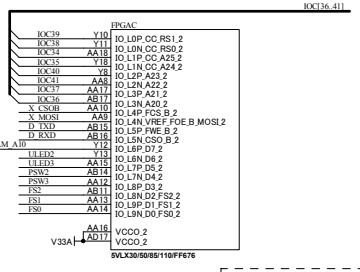 IOC[36..41]
FPGAC
IOC39 Y10 IO_L0P_CC_RS1_2
IOC38 Y11 IO_L0N_CC_RS0_2
IOC34 AA18 IO_L1P_CC_A25_2
IOC35 Y18 IO_L1N_CC_A24_2
IOC40 Y8 IO_L2P_A23_2
IOC41 AA8 IO_L2N_A22_2
IOC37 AA17 IO_L3P_A21_2
IOC36 AB17 IO_L3N_A20_2
X_CSOB AA10 IO_L4P_FCS_B_2
X_MOSI AA9 IO_L4N_VREF_FOE_B_MOSI_2
D_TXD AB15 IO_L5P_FWE_B_2
D_RXD AB16 IO_L5N_CSO_B_2
M_A10 Y12 IO_L6P_D7_2
ULED2 Y13 IO_L6N_D6_2
ULED3 AA15 IO_L7P_D5_2
PSW2 AB14 IO_L7N_D4_2
PSW3 AA12 IO_L8P_D3_2
FS2 AB11 IO_L8N_D2_FS2_2
FS1 AA13 IO_L9P_D1_FS1_2
FS0 AA14 IO_L9N_D0_FS0_2
AA16 VCCO_2
V33A AD17 VCCO_2
5VLX30/50/85/110/FF676